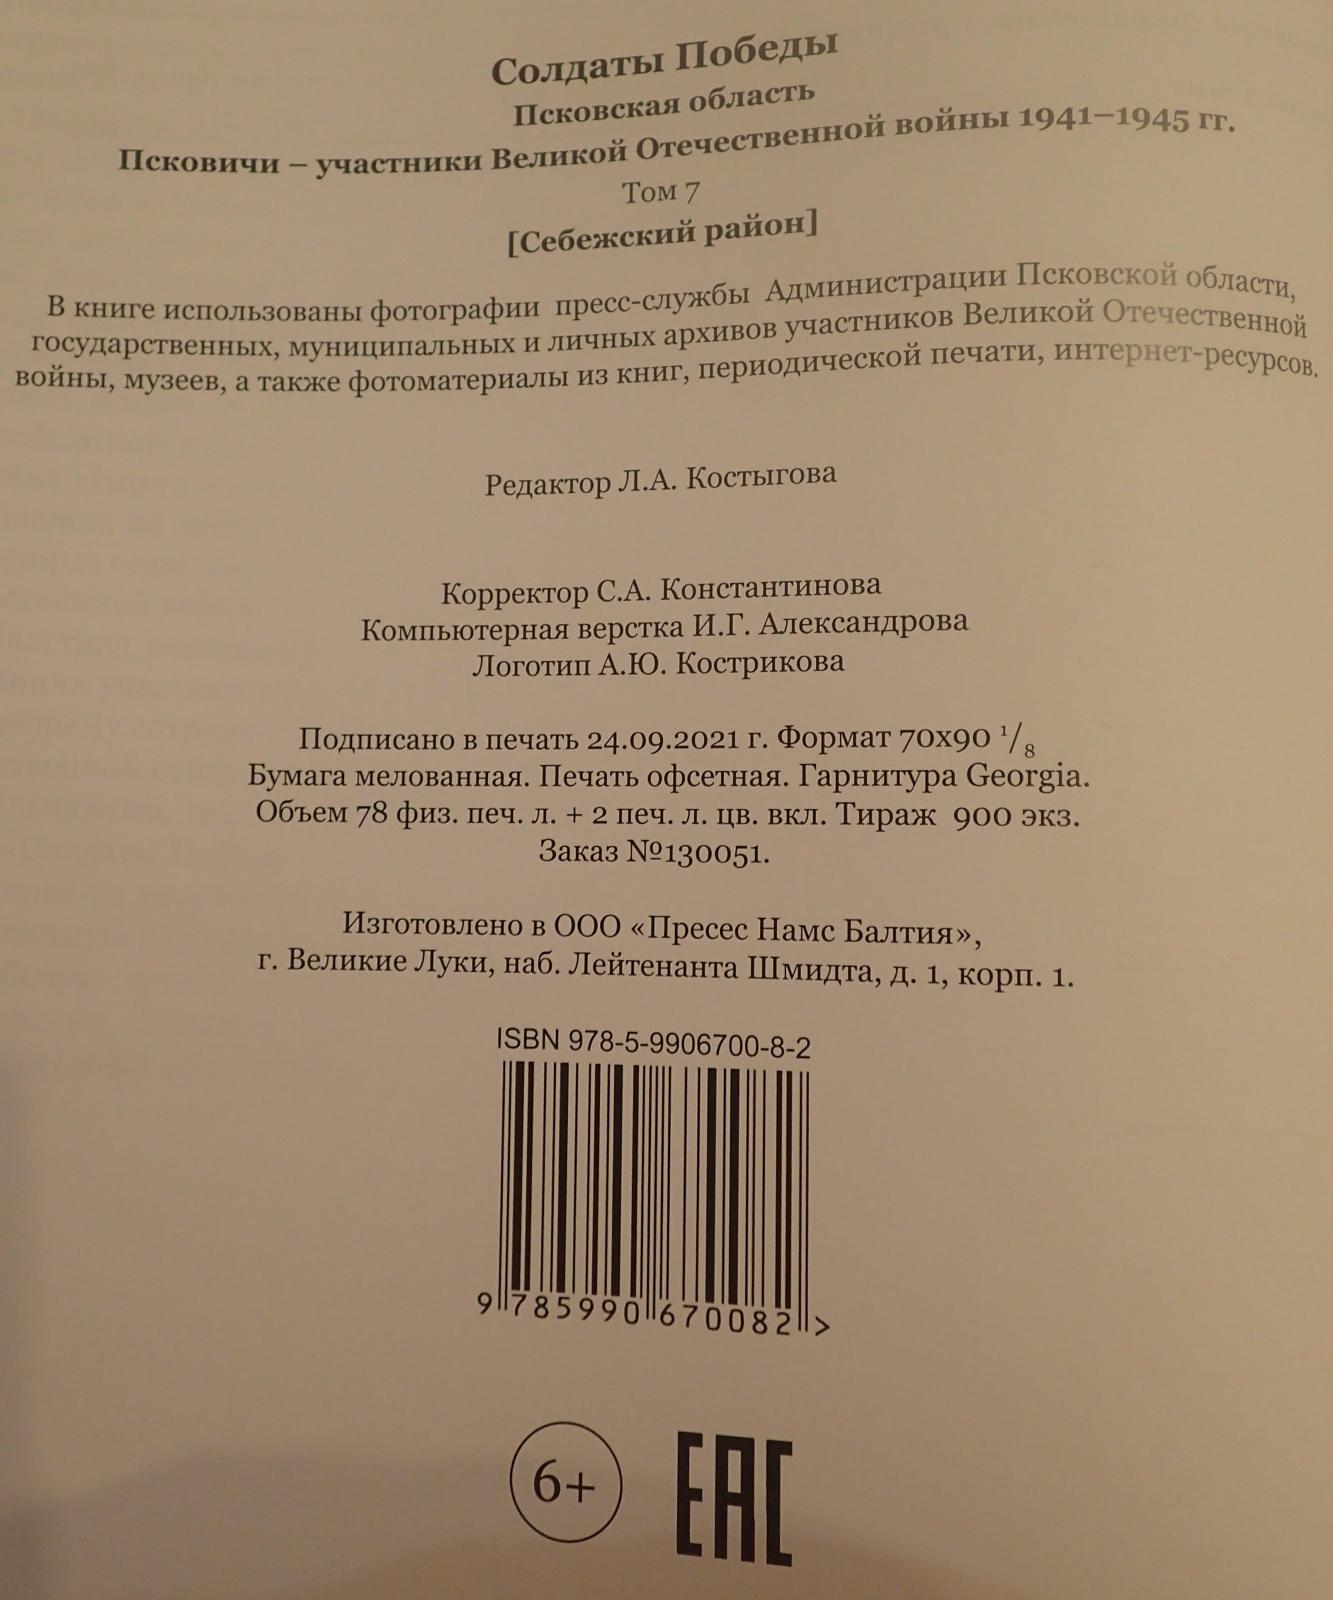 Солдаты Победы
Псковская область
Псковичи – участники Великой Отечественной войны 1941–1945 гг.
Том 7
[Себежский район]
В книге использованы фотографии пресс-службы Администрации Псковской области,
государственных, муниципальных и личных архивов участников Великой Отечественной
войны, музеев, а также фотоматериалы из книг, периодической печати, интернет-ресурсов.
Редактор Л.А. Костыгова
Корректор С.А. Константинова
Компьютерная верстка И.Г. Александрова
Логотип А.Ю. Кострикова
Подписано в печать 24.09.2021 г. Формат 70х90 1/8
Бумага мелованная. Печать офсетная. Гарнитура Georgia.
Объем 78 физ. печ. л. + 2 печ. л. цв. вкл. Тираж 900 экз.
Заказ №130051.
Изготовлено в ООО «Пресес Намс Балтия»,
г. Великие Луки, наб. Лейтенанта Шмидта, д. 1, корп. 1.
ISBN 978-5-9906700-8-2
9 785990 670082 >
6+
EAC